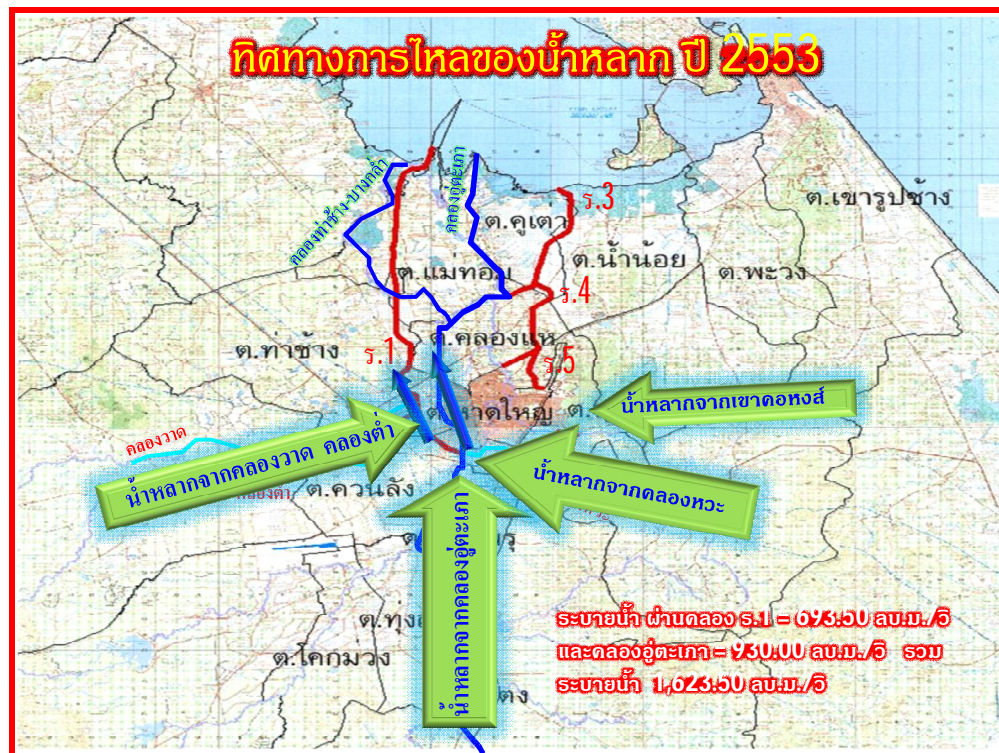 ทิศทางการไหลของน้ำหลาก ปี 2553
คลองท่าช้าง-บางกล่ำ
คลองอู่ตะเภา
ร.3
ต.เขารูปช้าง
ต.คูเต่า
ต.น้ำน้อย
ต.พะวง
ต.แม่ทอม
ร.4
ต.คลองแห
ต.ท่าช้าง
ร.1
ร.5
ต.หาดใหญ่
ต.
น้ำหลากจากเขาคอหงส์
คลองวาด
น้ำหลากจากคลองวาด คลองต่ำ
น้ำหลากจากคลองหวะ
ต.ควนลัง
น้ำหลากจากคลองอู่ตะเภา
ต.โคกม่วง
ระบายน้ำ ผ่านคลอง ร.1 = 693.50 ลบ.ม./วิ
และคลองอู่ตะเภา = 930.00 ลบ.ม./วิ รวม
ระบายน้ำ 1,623.50 ลบ.ม./วิ